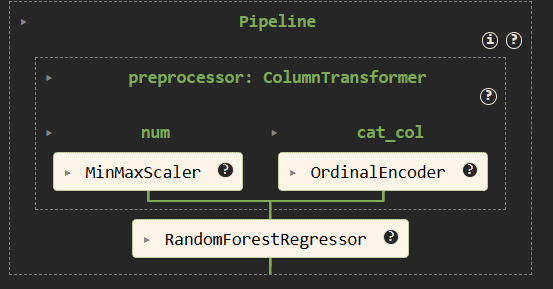 Pipeline
i ?
preprocessor: ColumnTransformer
?
num cat_col
MinMaxScaler ? OrdinalEncoder ?
RandomForestRegressor ?